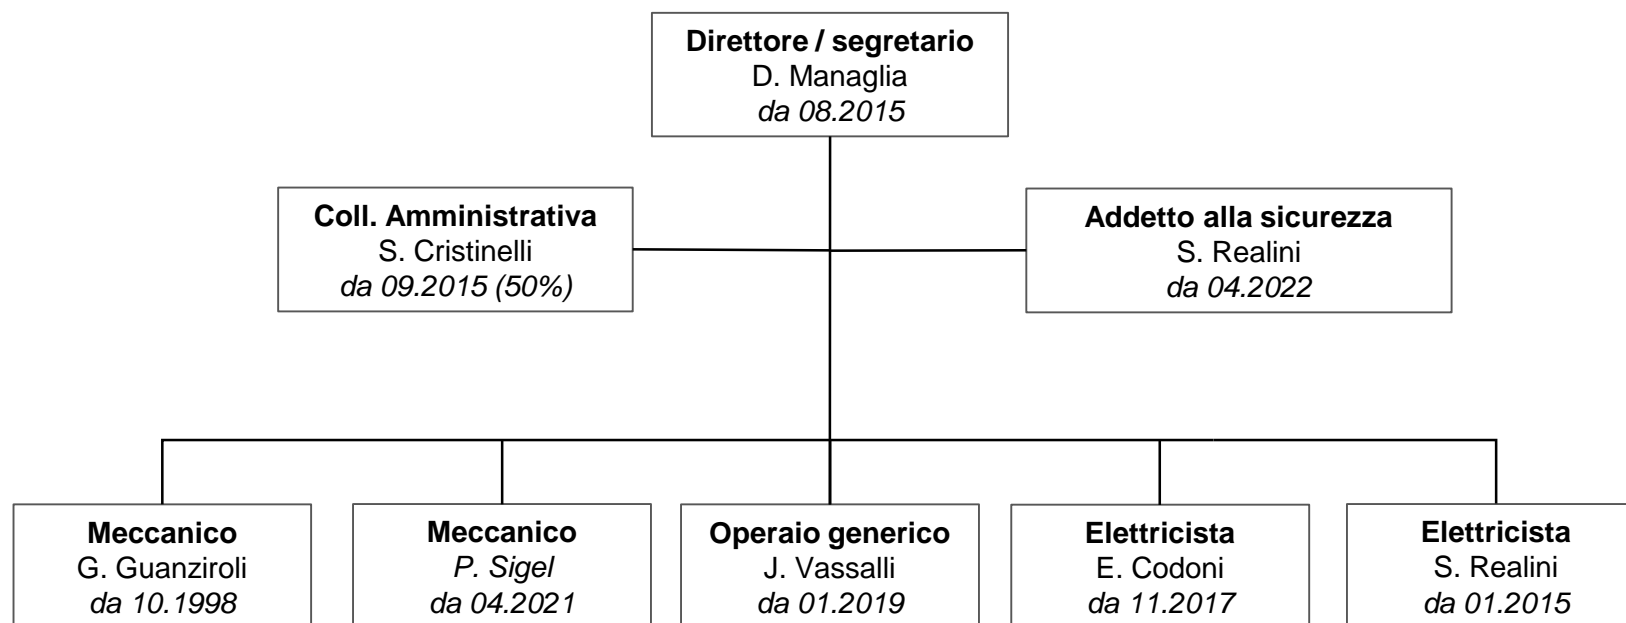 Direttore / segretario
D. Managlia
da 08.2015
Coll. Amministrativa
S. Cristinelli
da 09.2015 (50%)
Addetto alla sicurezza
S. Realini
da 04.2022
Meccanico
G. Guanziroli
da 10.1998
Meccanico
P. Sigel
da 04.2021
Operaio generico
J. Vassalli
da 01.2019
Elettricista
E. Codoni
da 11.2017
Elettricista
S. Realini
da 01.2015